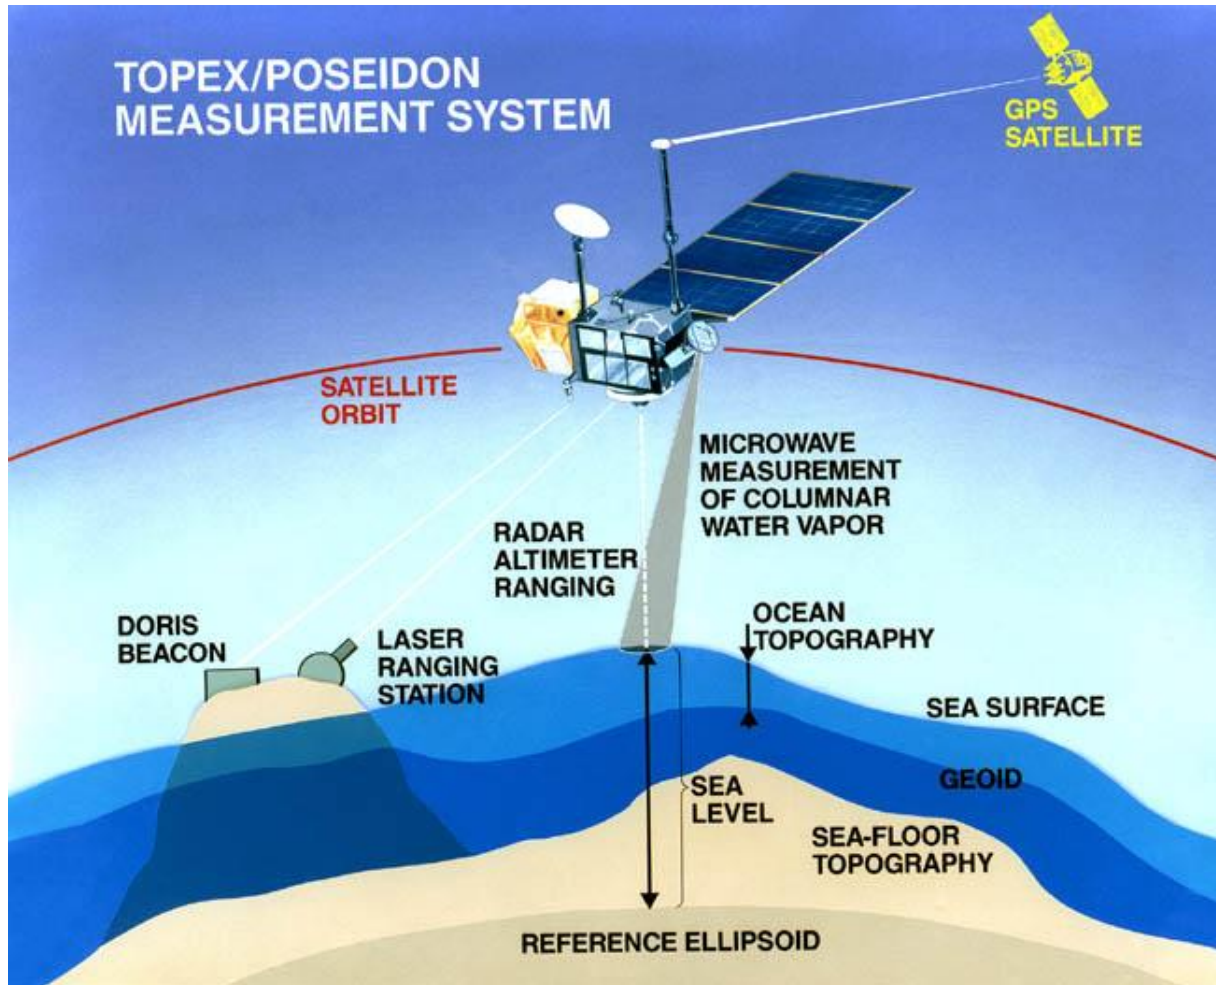 TOPEX/POSEIDON
MEASUREMENT SYSTEM
GPS
SATELLITE
SATELLITE
ORBIT
MICROWAVE
MEASUREMENT
OF COLUMNAR
WATER VAPOR
RADAR
ALTIMETER
RANGING
DORIS
BEACON
LASER
RANGING
STATION
OCEAN
TOPOGRAPHY
SEA SURFACE
GEOID
SEA
LEVEL
SEA-FLOOR
TOPOGRAPHY
REFERENCE ELLIPSOID